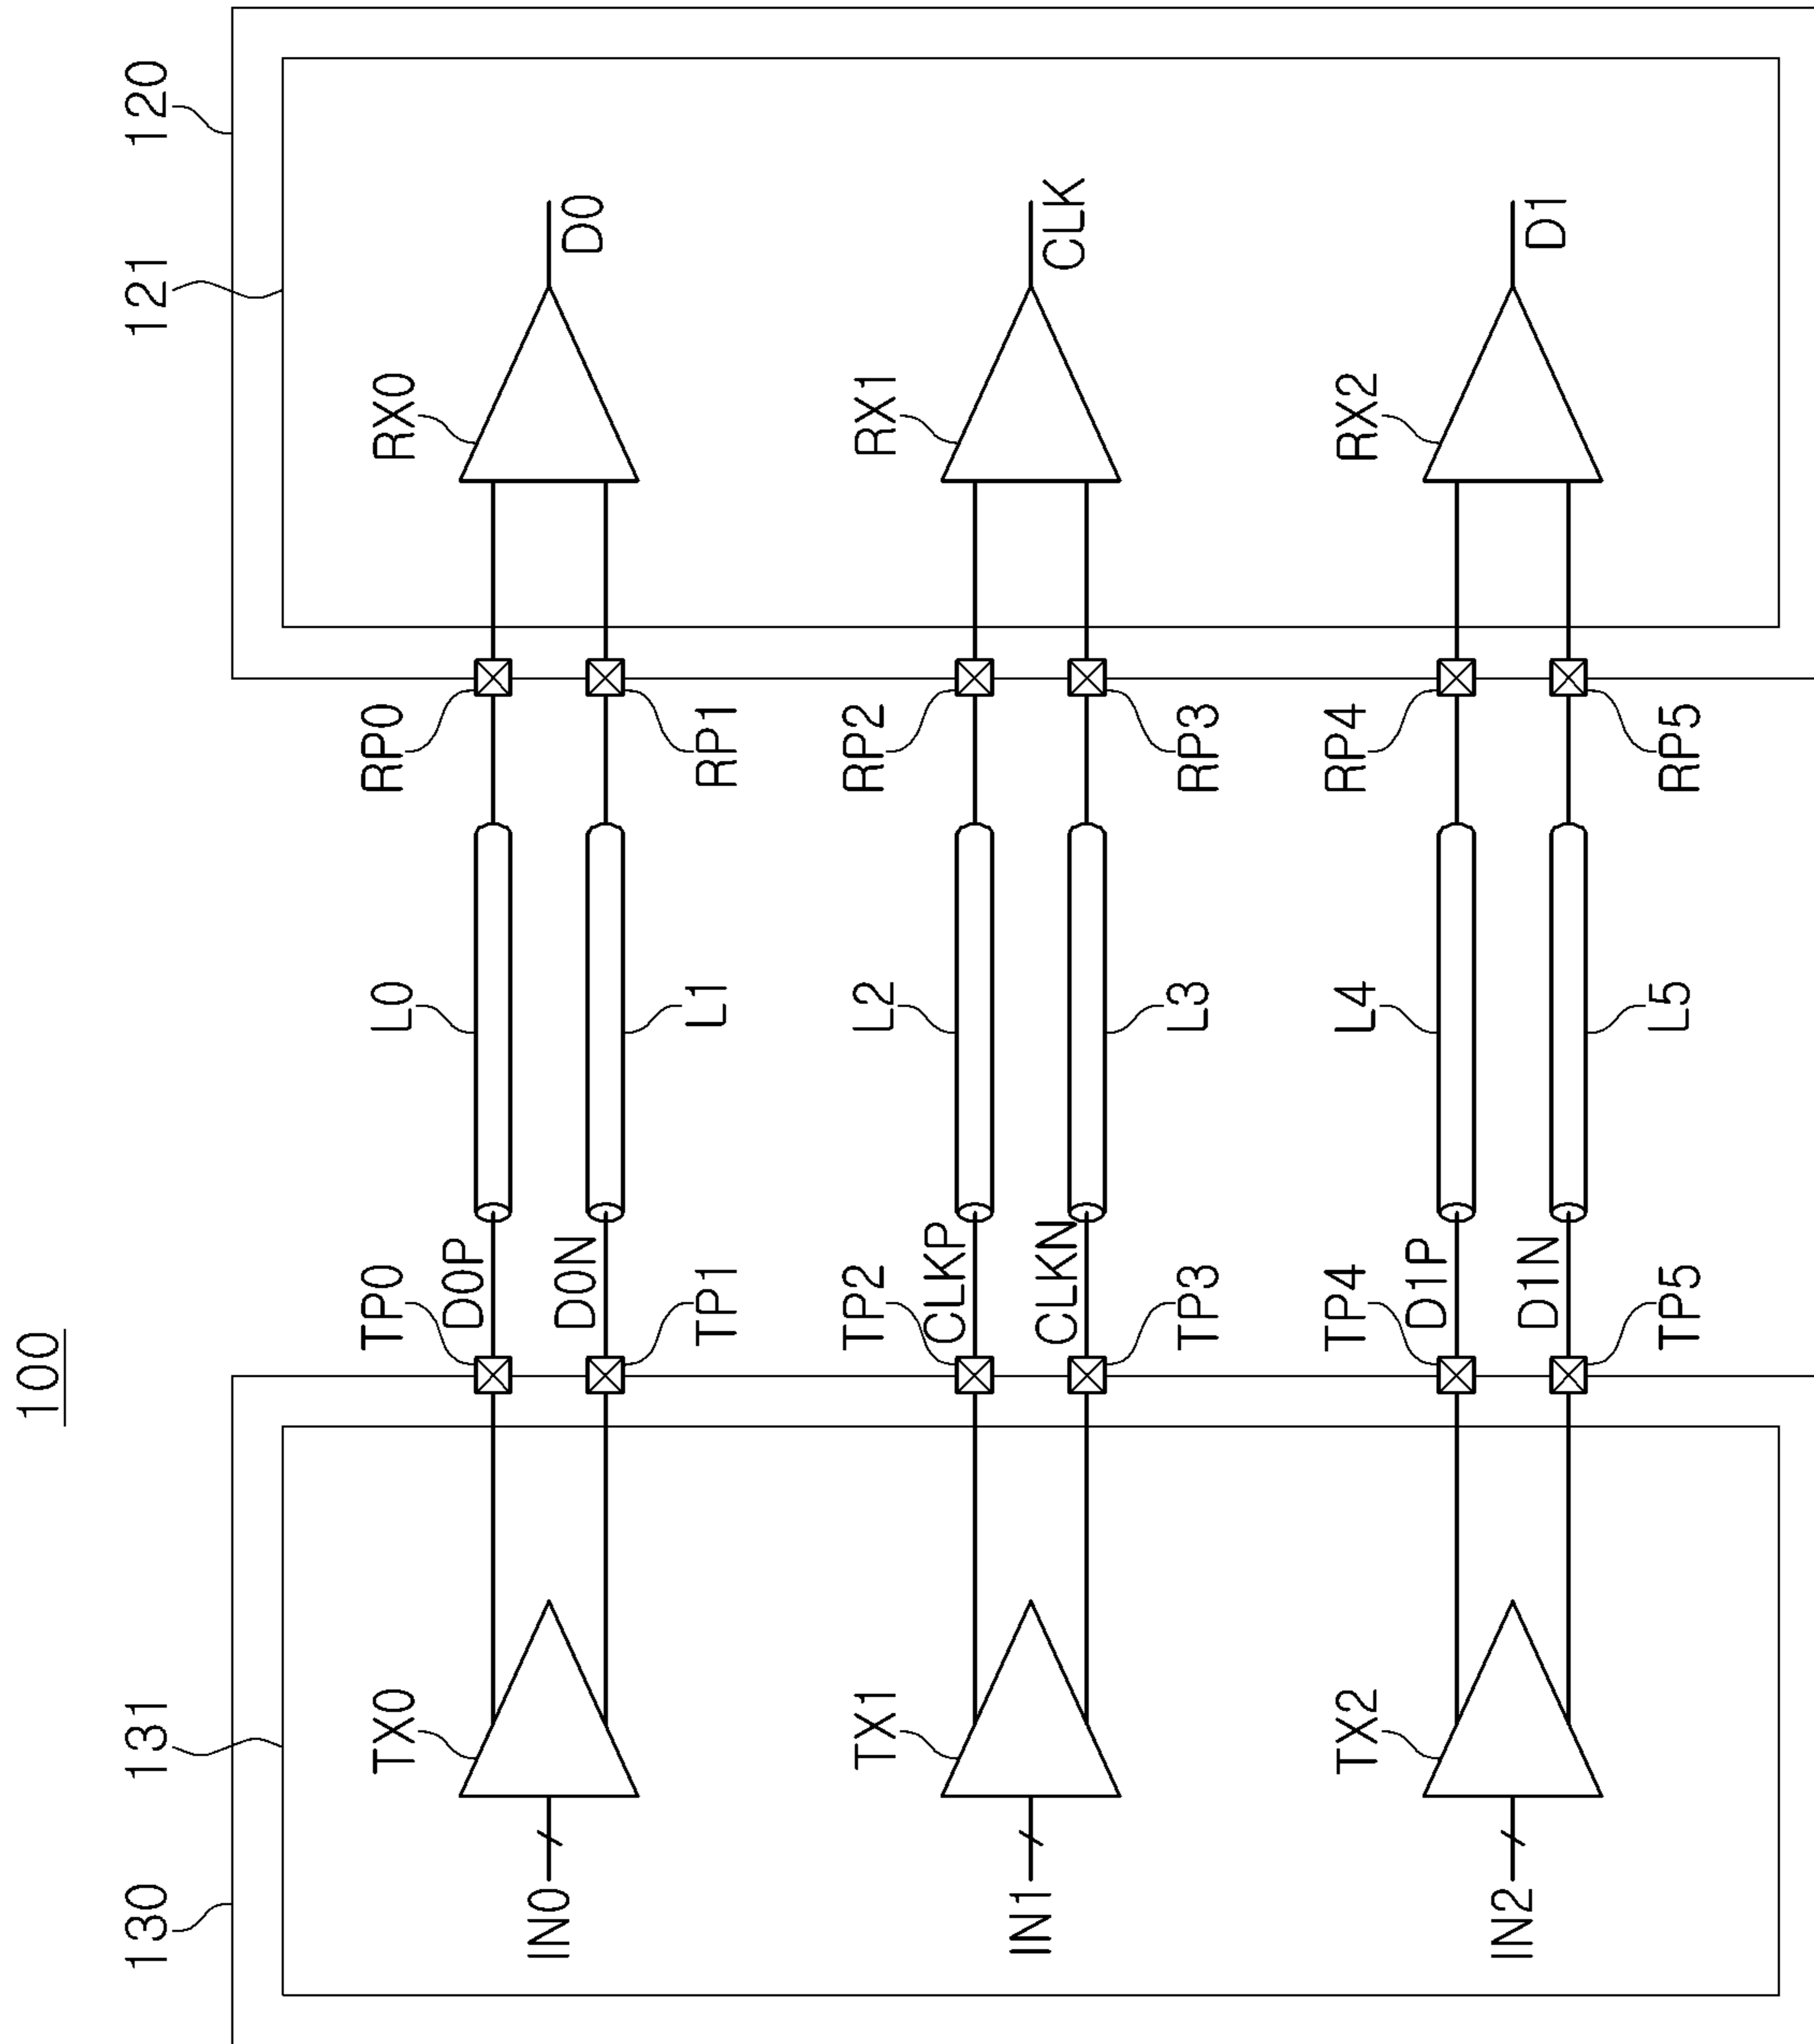 100
130
131
121
120
TX0
TP0
D0P
L0
RP0
RX0
IN0
D0N
D0
TP1
L1
RP1
TX1
TP2
CLKP
L2
RP2
RX1
IN1
CLKN
CLK
TP3
L3
RP3
TX2
TP4
D1P
L4
RP4
RX2
IN2
D1N
D1
TP5
L5
RP5